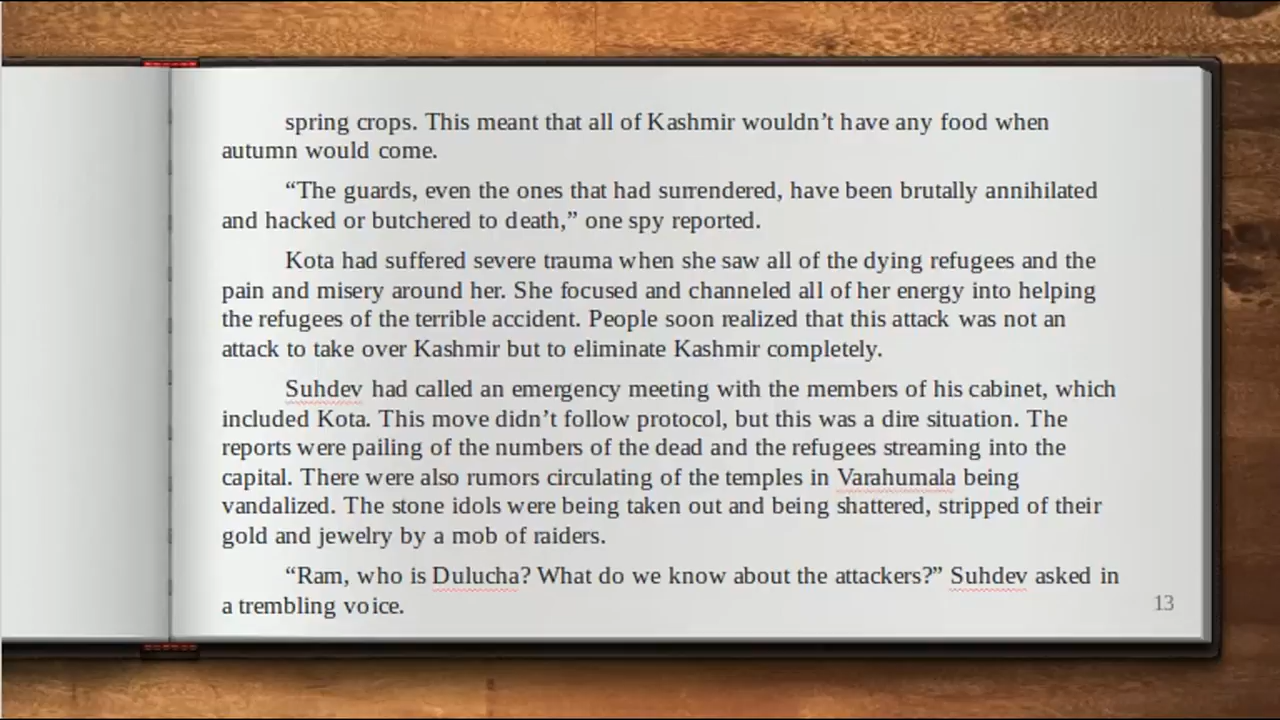 spring crops. This meant that all of Kashmir wouldn’t have any food when
autumn would come.
“The guards, even the ones that had surrendered, have been brutally annihilated
and hacked or butchered to death,” one spy reported.
Kota had suffered severe trauma when she saw all of the dying refugees and the
pain and misery around her. She focused and channeled all of her energy into helping
the refugees of the terrible accident. People soon realized that this attack was not an
attack to take over Kashmir but to eliminate Kashmir completely.
Suhdev had called an emergency meeting with the members of his cabinet, which
included Kota. This move didn’t follow protocol, but this was a dire situation. The
reports were pailing of the numbers of the dead and the refugees streaming into the
capital. There were also rumors circulating of the temples in Varahumala being
vandalized. The stone idols were being taken out and being shattered, stripped of their
gold and jewelry by a mob of raiders.
“Ram, who is Dulucha? What do we know about the attackers?” Suhdev asked in
a trembling voice.
13